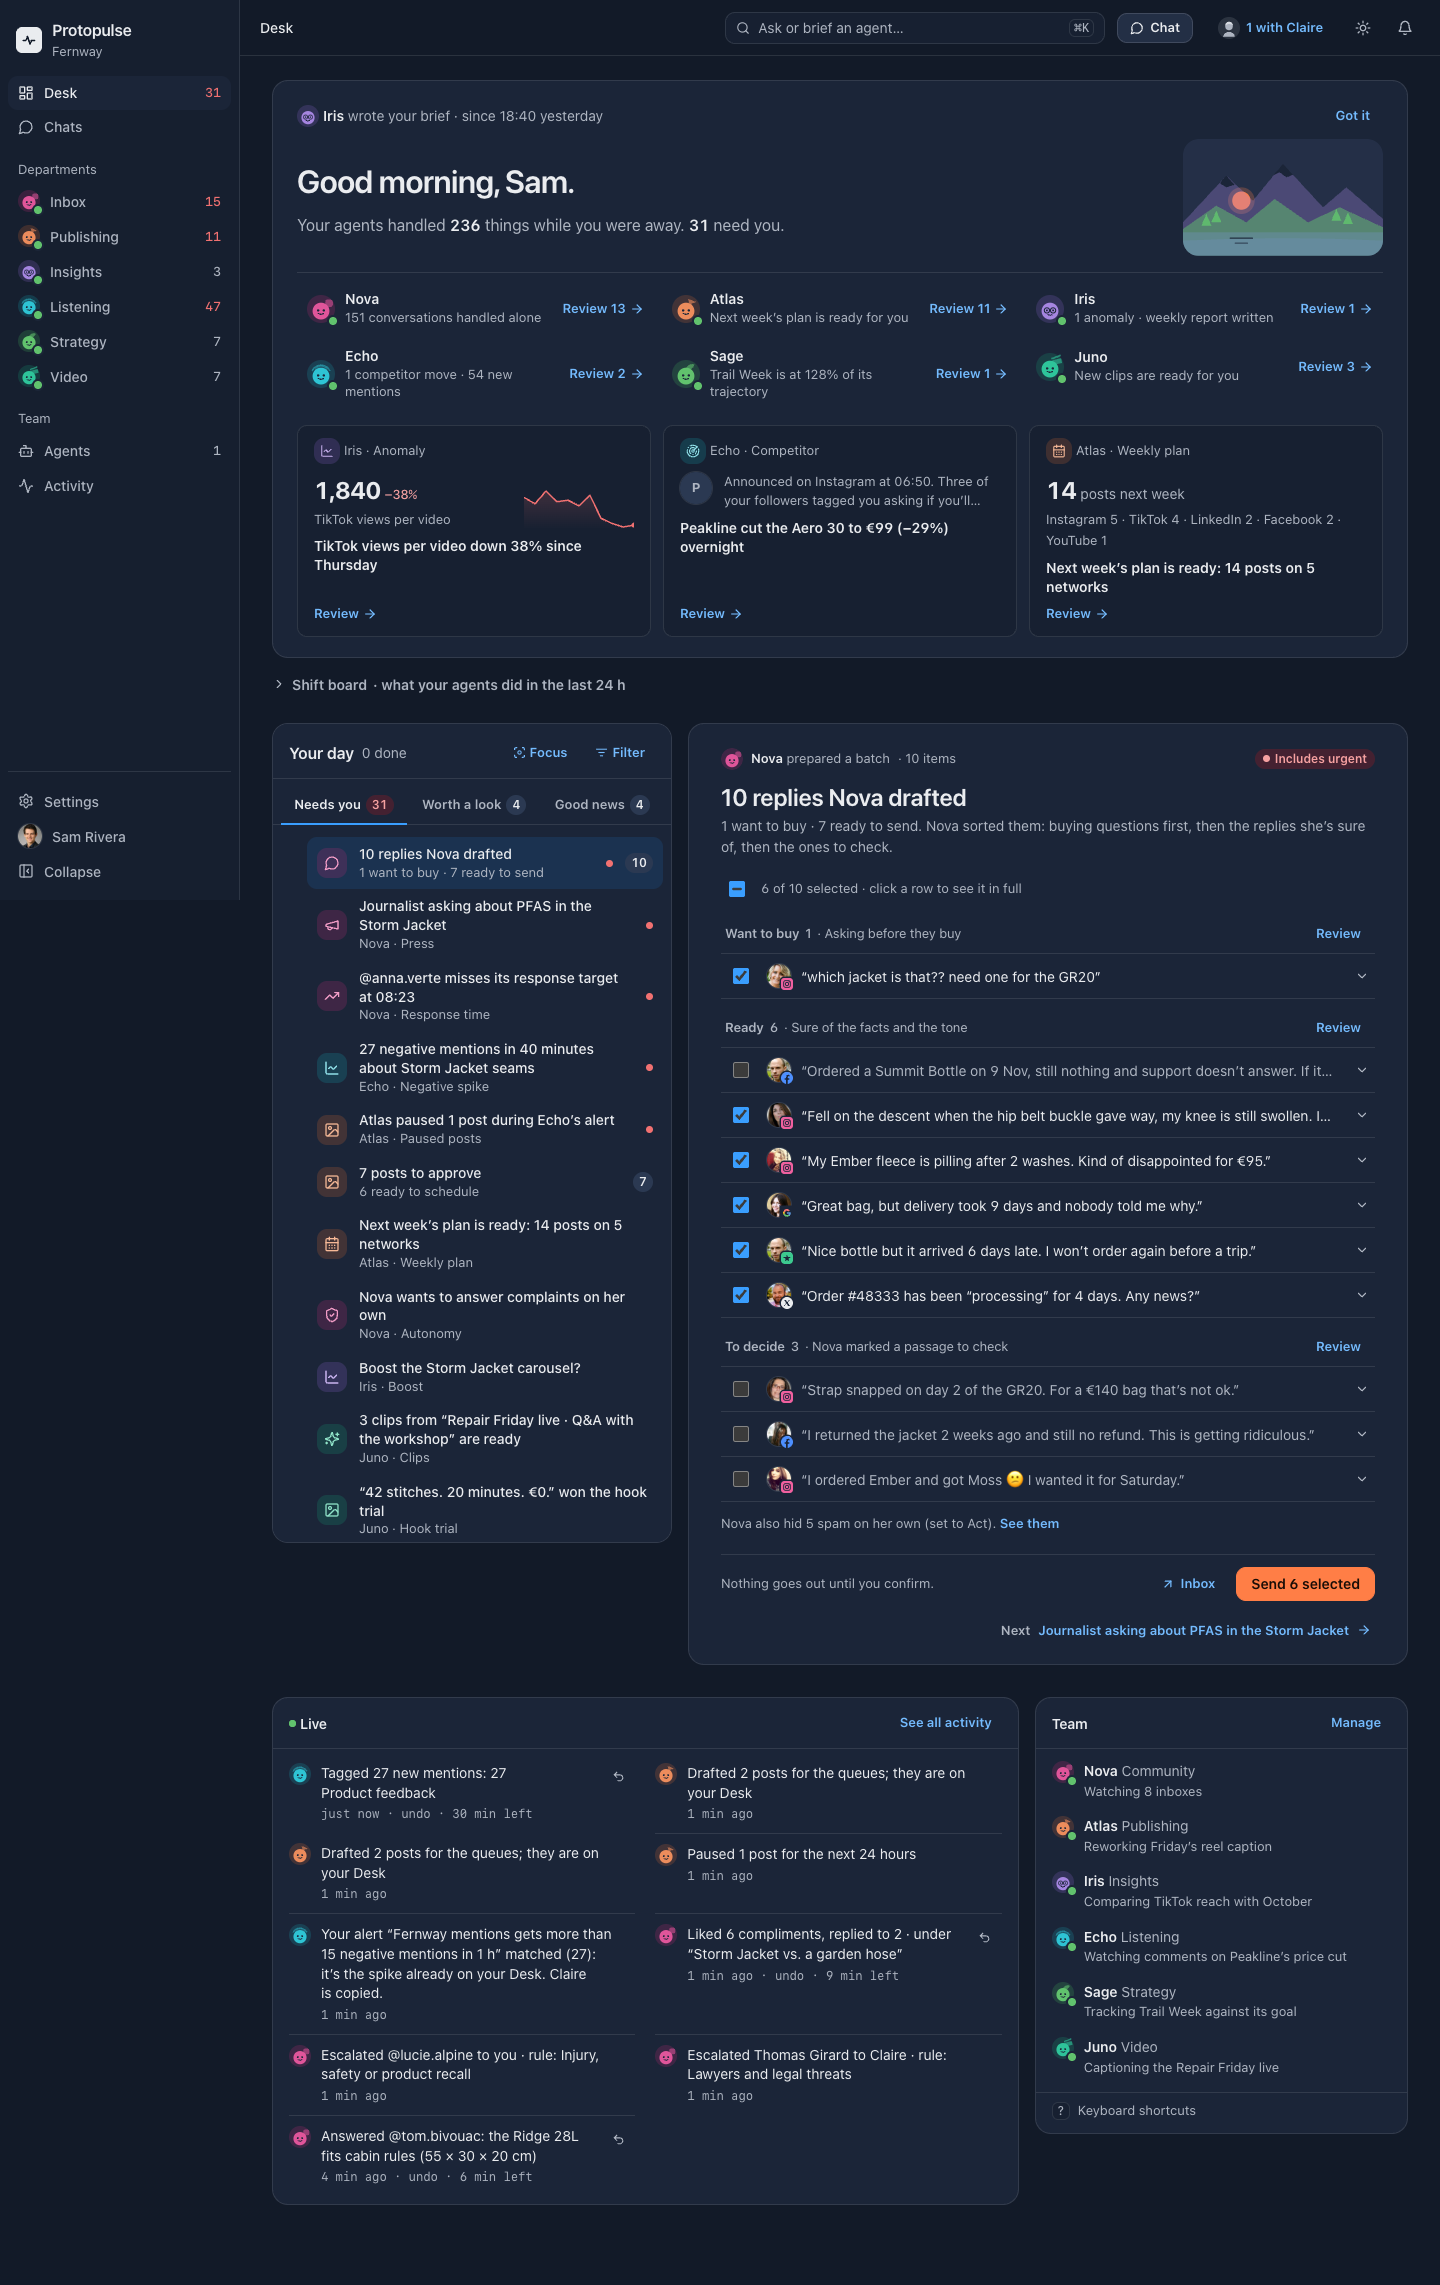 Protopulse
Fernway
Desk 31
Chats
Departments
Inbox 15
Publishing 11
Insights 3
Listening 47
Strategy 7
Video 7
Team
Agents 1
Activity
Settings
Sam Rivera
Collapse
Desk
Ask or brief an agent… ⌘K
Chat
1 with Claire
Iris wrote your brief · since 18:40 yesterday
Got it
Good morning, Sam.
Your agents handled 236 things while you were away. 31 need you.
Nova
151 conversations handled alone
Review 13 →
Atlas
Next week’s plan is ready for you
Review 11 →
Iris
1 anomaly · weekly report written
Review 1 →
Echo
1 competitor move · 54 new
mentions
Review 2 →
Sage
Trail Week is at 128% of its
trajectory
Review 1 →
Juno
New clips are ready for you
Review 3 →
Iris · Anomaly
1,840 −38%
TikTok views per video
TikTok views per video down 38% since
Thursday
Review →
Echo · Competitor
P
Announced on Instagram at 06:50. Three of
your followers tagged you asking if you’ll…
Peakline cut the Aero 30 to €99 (−29%)
overnight
Review →
Atlas · Weekly plan
14 posts next week
Instagram 5 · TikTok 4 · LinkedIn 2 · Facebook 2 ·
YouTube 1
Next week’s plan is ready: 14 posts on 5
networks
Review →
Shift board · what your agents did in the last 24 h
Your day 0 done
Focus
Filter
Needs you 31
Worth a look 4
Good news 4
10 replies Nova drafted
1 want to buy · 7 ready to send
10
Journalist asking about PFAS in the
Storm Jacket
Nova · Press
@anna.verte misses its response target
at 08:23
Nova · Response time
27 negative mentions in 40 minutes
about Storm Jacket seams
Echo · Negative spike
Atlas paused 1 post during Echo’s alert
Atlas · Paused posts
7 posts to approve
6 ready to schedule
7
Next week’s plan is ready: 14 posts on 5
networks
Atlas · Weekly plan
Nova wants to answer complaints on her
own
Nova · Autonomy
Boost the Storm Jacket carousel?
Iris · Boost
3 clips from “Repair Friday live · Q&A with
the workshop” are ready
Juno · Clips
“42 stitches. 20 minutes. €0.” won the hook
trial
Juno · Hook trial
Nova prepared a batch · 10 items
Includes urgent
10 replies Nova drafted
1 want to buy · 7 ready to send. Nova sorted them: buying questions first, then the replies she’s sure
of, then the ones to check.
6 of 10 selected · click a row to see it in full
Want to buy 1 · Asking before they buy
Review
“which jacket is that?? need one for the GR20”
Ready 6 · Sure of the facts and the tone
Review
“Ordered a Summit Bottle on 9 Nov, still nothing and support doesn’t answer. If it…
“Fell on the descent when the hip belt buckle gave way, my knee is still swollen. I…
“My Ember fleece is pilling after 2 washes. Kind of disappointed for €95.”
“Great bag, but delivery took 9 days and nobody told me why.”
“Nice bottle but it arrived 6 days late. I won’t order again before a trip.”
“Order #48333 has been “processing” for 4 days. Any news?”
To decide 3 · Nova marked a passage to check
Review
“Strap snapped on day 2 of the GR20. For a €140 bag that’s not ok.”
“I returned the jacket 2 weeks ago and still no refund. This is getting ridiculous.”
“I ordered Ember and got Moss 😕 I wanted it for Saturday.”
Nova also hid 5 spam on her own (set to Act). See them
Nothing goes out until you confirm.
Inbox
Send 6 selected
Next Journalist asking about PFAS in the Storm Jacket →
Live
See all activity
Tagged 27 new mentions: 27
Product feedback
just now · undo · 30 min left
Drafted 2 posts for the queues; they are on
your Desk
1 min ago
Drafted 2 posts for the queues; they are on
your Desk
1 min ago
Paused 1 post for the next 24 hours
1 min ago
Your alert “Fernway mentions gets more than
15 negative mentions in 1 h” matched (27):
it’s the spike already on your Desk. Claire
is copied.
1 min ago
Liked 6 compliments, replied to 2 · under
“Storm Jacket vs. a garden hose”
1 min ago · undo · 9 min left
Escalated @lucie.alpine to you · rule: Injury,
safety or product recall
1 min ago
Escalated Thomas Girard to Claire · rule:
Lawyers and legal threats
1 min ago
Answered @tom.bivouac: the Ridge 28L
fits cabin rules (55 × 30 × 20 cm)
4 min ago · undo · 6 min left
Team
Manage
Nova Community
Watching 8 inboxes
Atlas Publishing
Reworking Friday’s reel caption
Iris Insights
Comparing TikTok reach with October
Echo Listening
Watching comments on Peakline’s price cut
Sage Strategy
Tracking Trail Week against its goal
Juno Video
Captioning the Repair Friday live
? Keyboard shortcuts